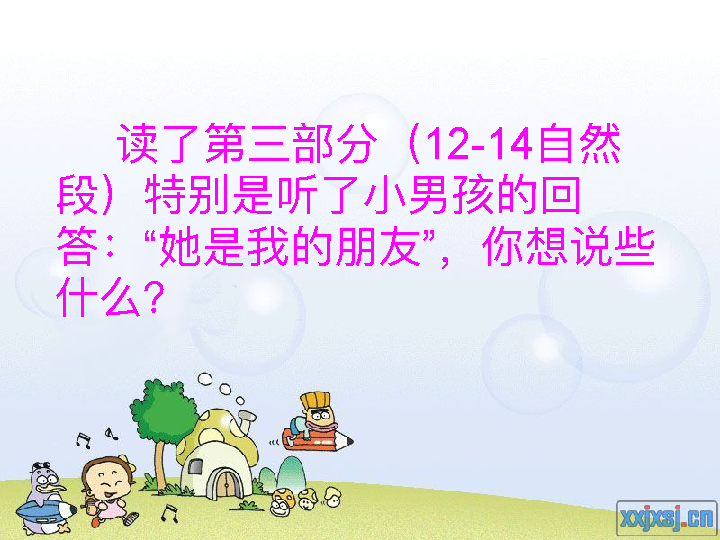 读了第三部分（12-14自然
段）特别是听了小男孩的回
答：“她是我的朋友”，你想说些
什么？
xxjxsj.cn